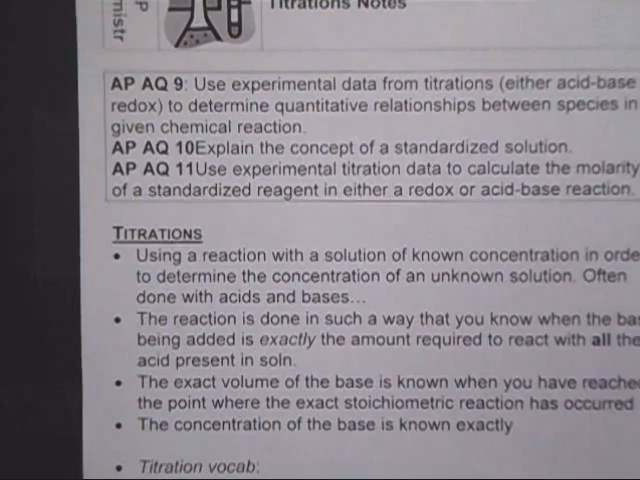 Titrations Notes
P
mistr
AP AQ 9: Use experimental data from titrations (either acid-base
redox) to determine quantitative relationships between species in
given chemical reaction.
AP AQ 10Explain the concept of a standardized solution.
AP AQ 11Use experimental titration data to calculate the molarity
of a standardized reagent in either a redox or acid-base reaction.
TITRATIONS
• Using a reaction with a solution of known concentration in orde
to determine the concentration of an unknown solution. Often
done with acids and bases…
• The reaction is done in such a way that you know when the bas
being added is exactly the amount required to react with all the
acid present in soln.
• The exact volume of the base is known when you have reache
the point where the exact stoichiometric reaction has occurred
• The concentration of the base is known exactly
• Titration vocab: